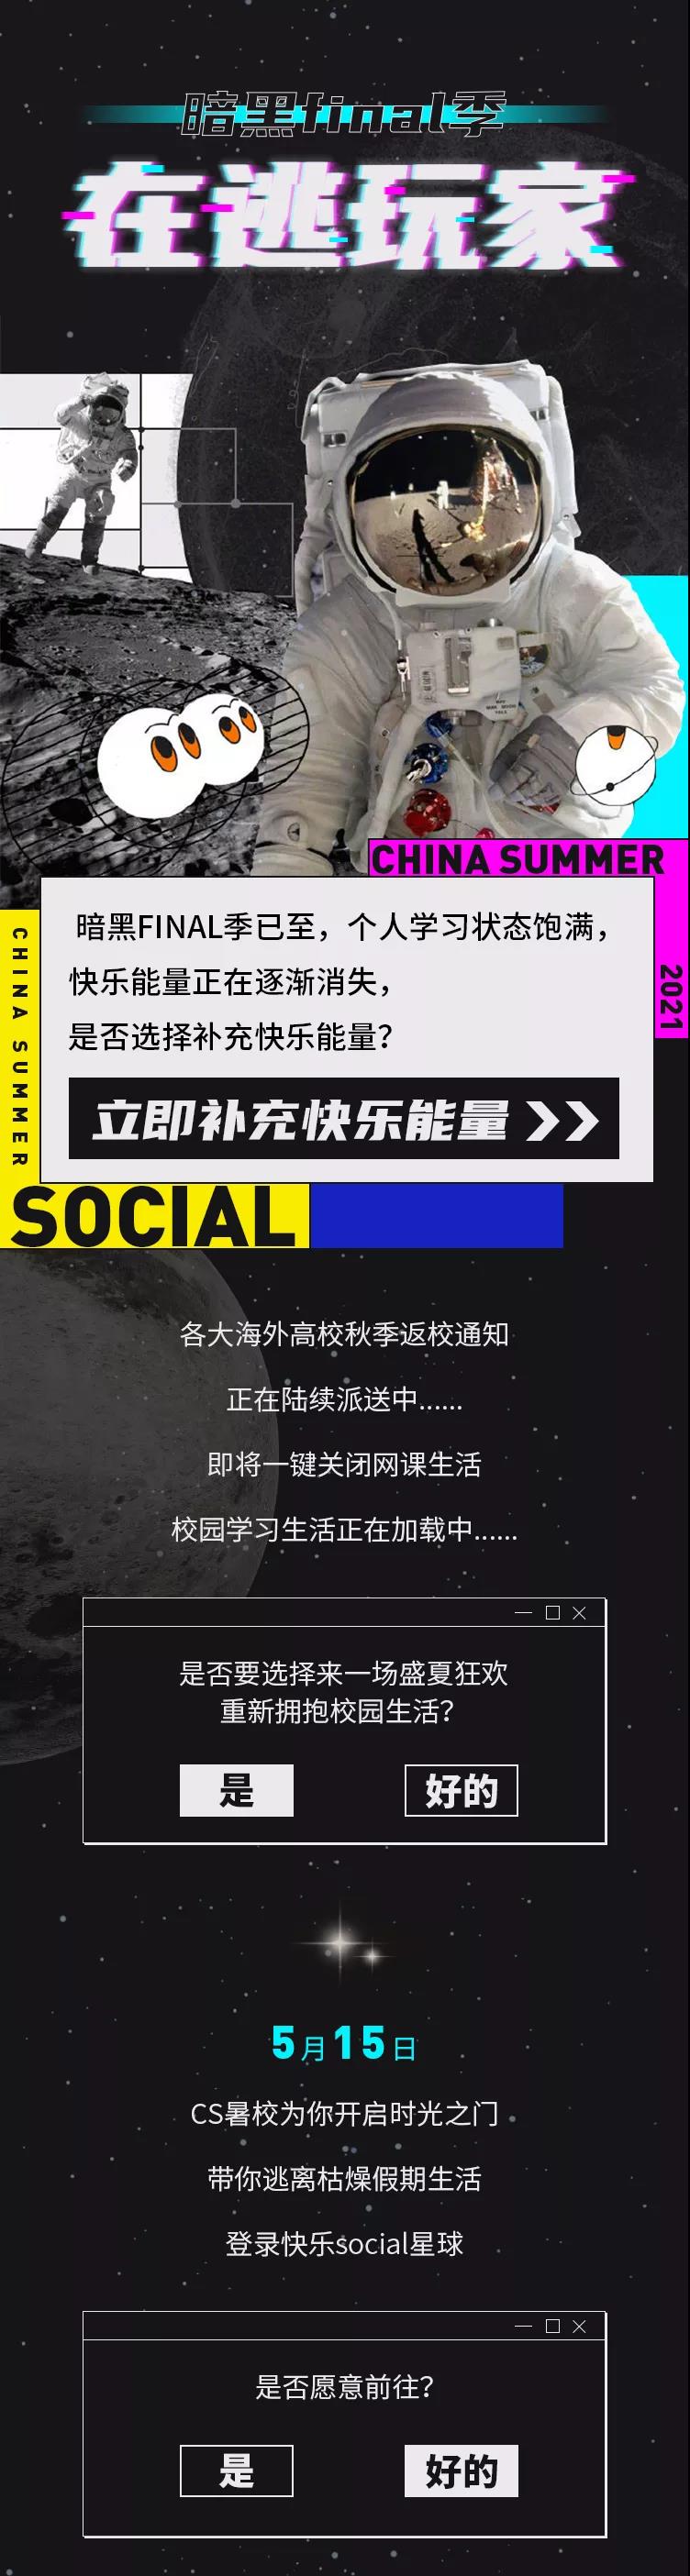 暗黑final季
在逃玩家
CHINA SUMMER
2021
暗黑FINAL季已至，个人学习状态饱满，
快乐能量正在逐渐消失，
是否选择补充快乐能量？
立即补充快乐能量
CHINA SUMMER
SOCIAL
各大海外高校秋季返校通知
正在陆续派送中......
即将一键关闭网课生活
校园学习生活正在加载中......
是否要选择来一场盛夏狂欢
重新拥抱校园生活？
是 好的
5月15日
CS暑校为你开启时光之门
带你逃离枯燥假期生活
登录快乐social星球
是否愿意前往？
是 好的